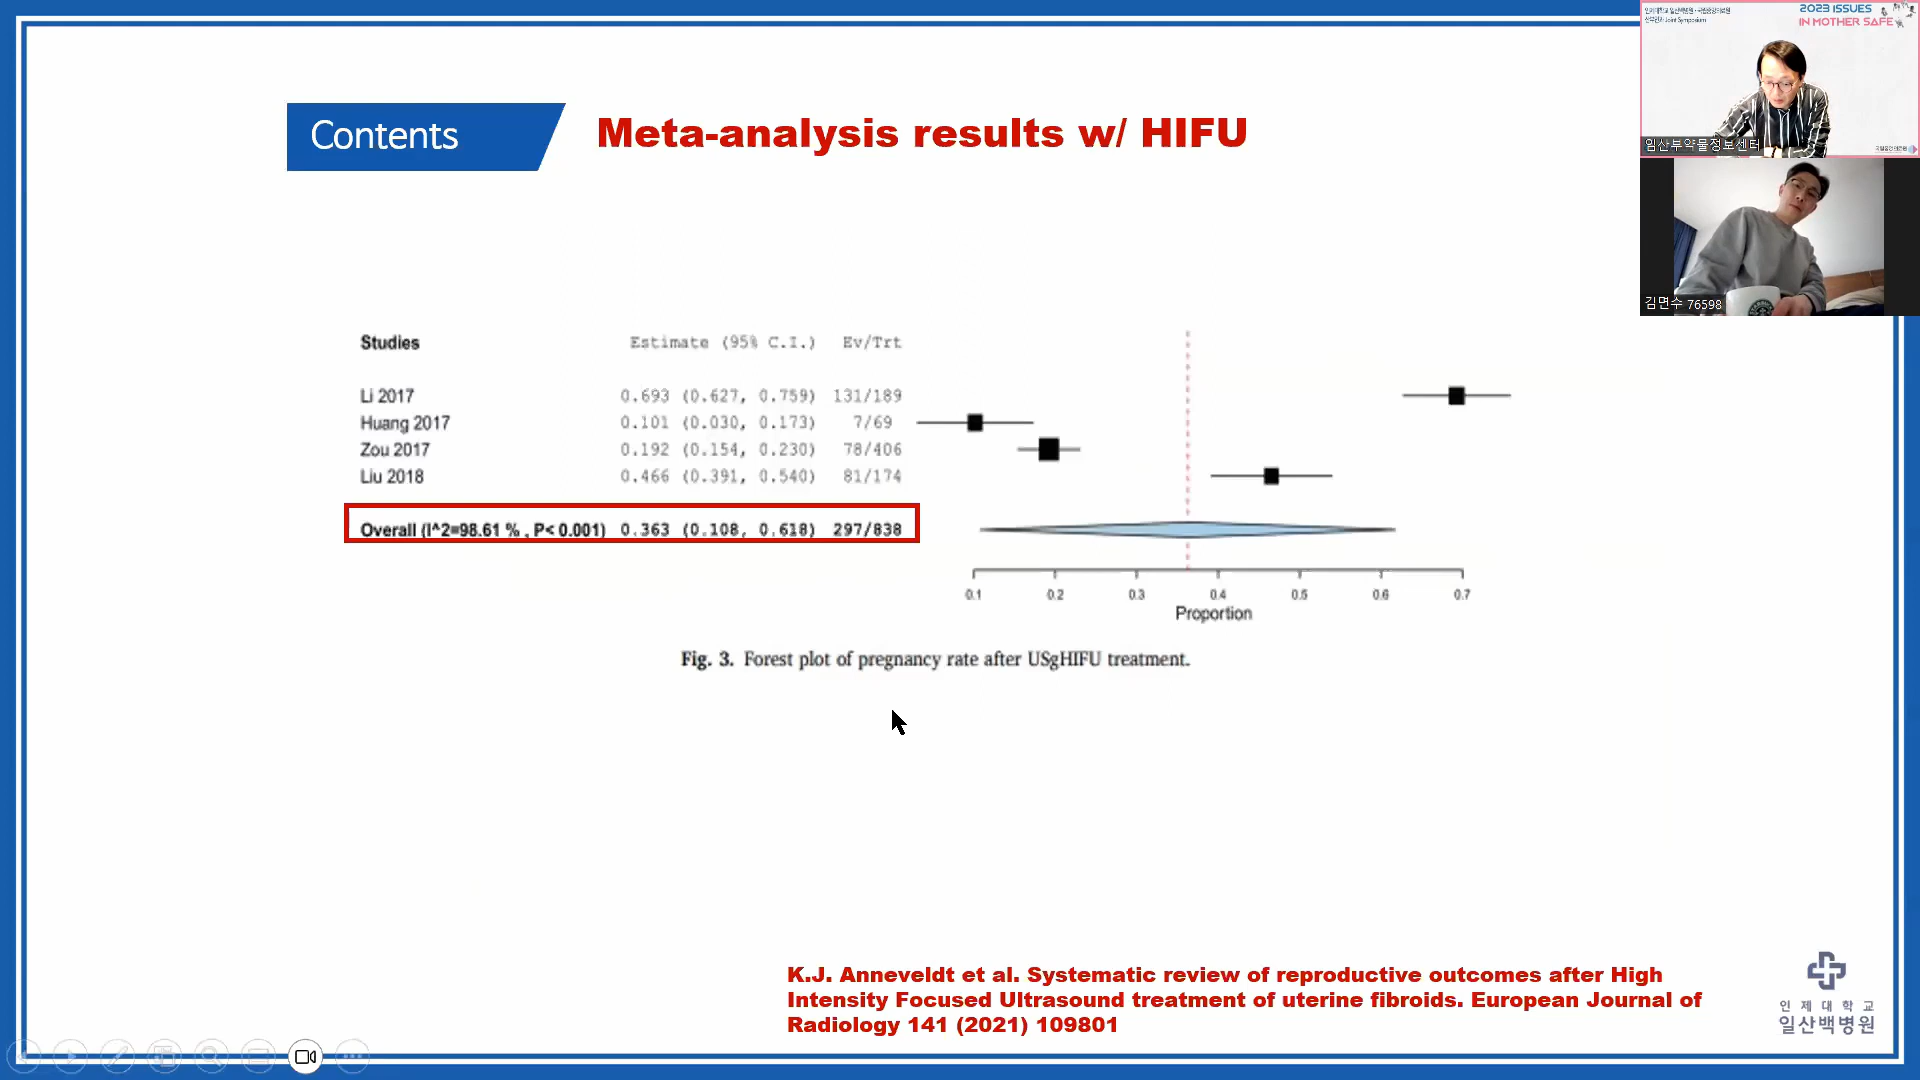 Contents
Meta-analysis results w/ HIFU
2023 ISSUES
IN MOTHER SAFE
임산부약물정보센터
김면수 76598
Studies Estimate (95% C.I.) Ev/Trt
Li 2017 0.693 (0.627, 0.759) 131/189
Huang 2017 0.101 (0.030, 0.173) 7/69
Zou 2017 0.192 (0.154, 0.230) 78/406
Liu 2018 0.466 (0.391, 0.540) 81/174
Overall (I^2=98.61 % , P< 0.001) 0.363 (0.108, 0.618) 297/838
0.1 0.2 0.3 0.4 0.5 0.6 0.7
Proportion
Fig. 3. Forest plot of pregnancy rate after USgHIFU treatment.
K.J. Anneveldt et al. Systematic review of reproductive outcomes after High
Intensity Focused Ultrasound treatment of uterine fibroids. European Journal of
Radiology 141 (2021) 109801
인 제 대 학 교
일산백병원